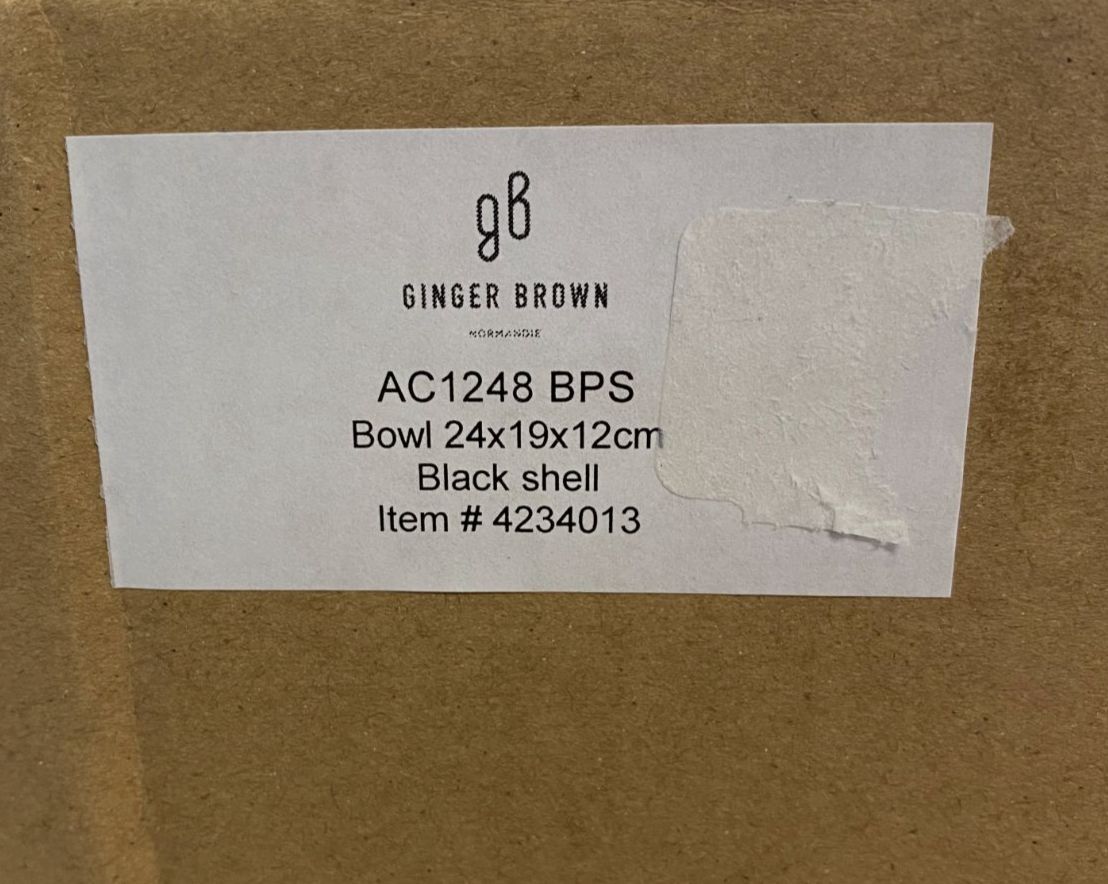 gB
GINGER BROWN
NORMANDIE
AC1248 BPS
Bowl 24x19x12cm
Black shell
Item # 4234013